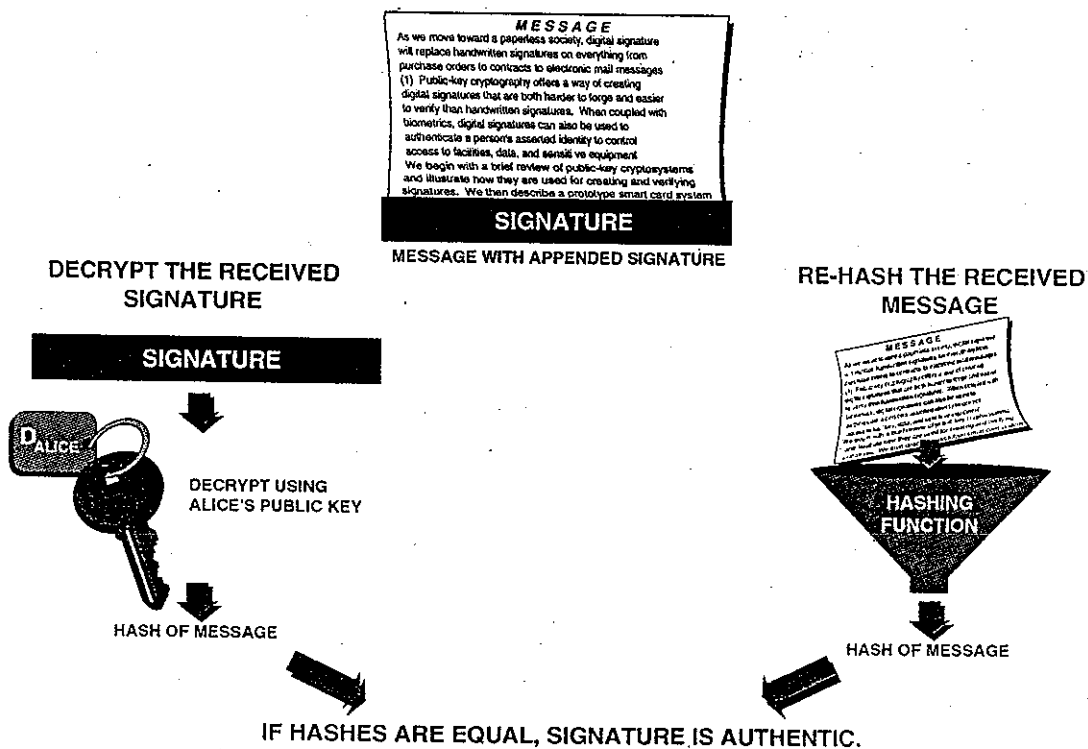 MESSAGE
As we move toward a paperless society, digital signature
will replace handwritten signatures on everything from
purchase orders to contracts to electronic mail messages
(1) Public-key cryptography offers a way of creating
digital signatures that are both harder to forge and easier
to verify than handwritten signatures. When coupled with
biometrics, digital signatures can also be used to
authenticate a person's asserted identity to control
access to facilities, data, and sensitive equipment
We begin with a brief review of public-key cryptosystems
and illustrate how they are used for creating and verifying
signatures. We then describe a prototype smart card system
SIGNATURE
MESSAGE WITH APPENDED SIGNATURE
DECRYPT THE RECEIVED
SIGNATURE
SIGNATURE
DALICE
DECRYPT USING
ALICE'S PUBLIC KEY
HASH OF MESSAGE
RE-HASH THE RECEIVED
MESSAGE
MESSAGE
HASHING
FUNCTION
HASH OF MESSAGE
IF HASHES ARE EQUAL, SIGNATURE IS AUTHENTIC.